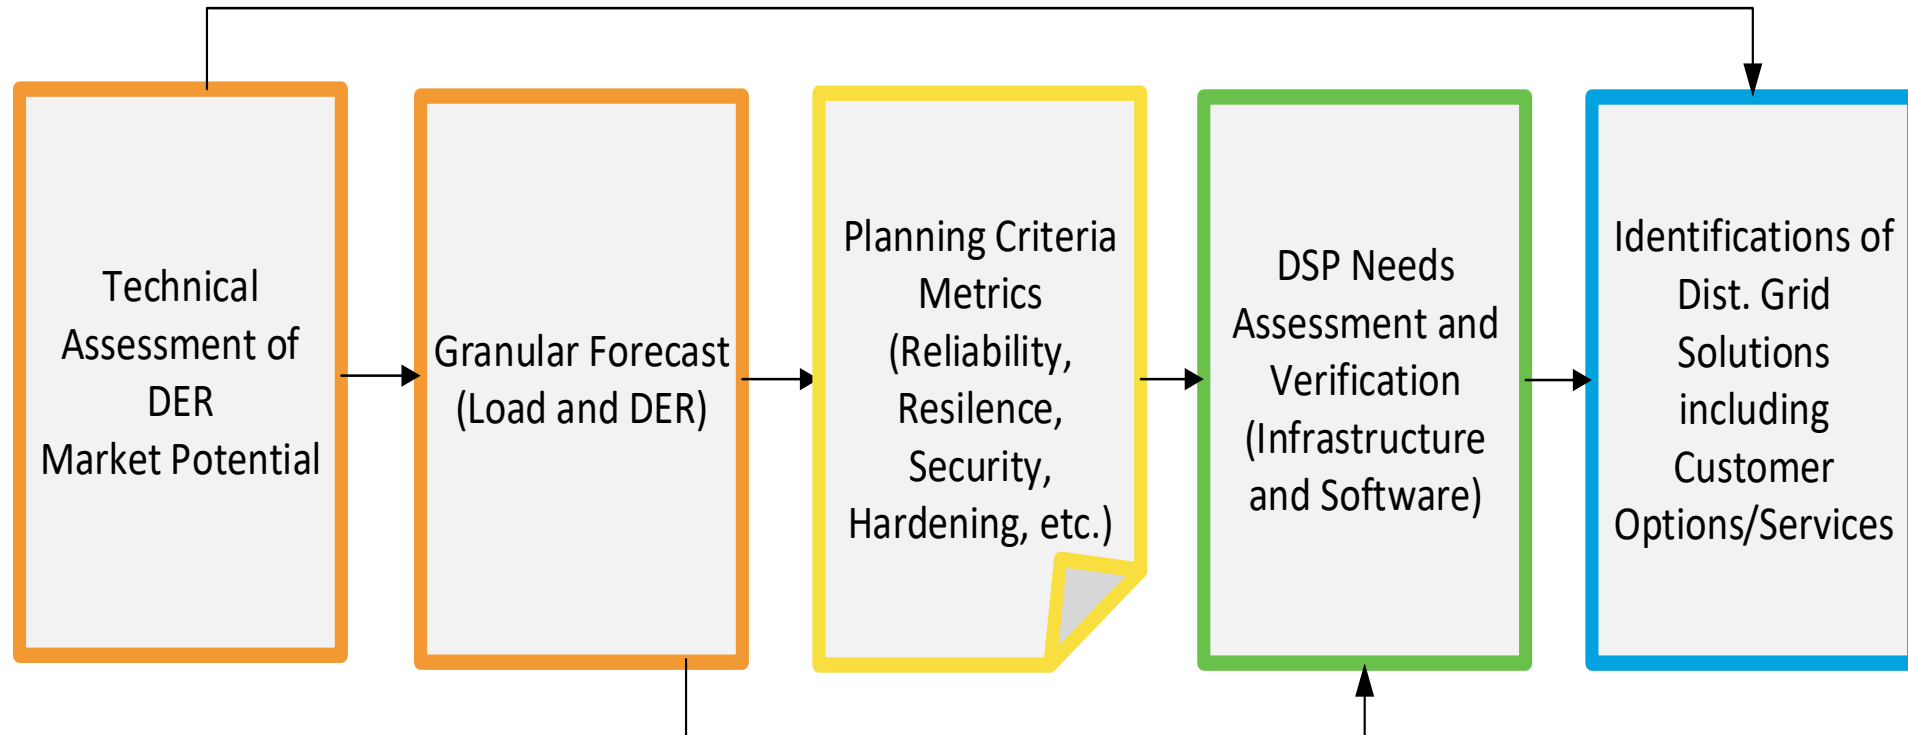 Technical
Assessment of
DER
Market Potential
Granular Forecast
(Load and DER)
Planning Criteria
Metrics
(Reliability,
Resilence,
Security,
Hardening, etc.)
DSP Needs
Assessment and
Verification
(Infrastructure
and Software)
Identifications of
Dist. Grid
Solutions
including
Customer
Options/Services